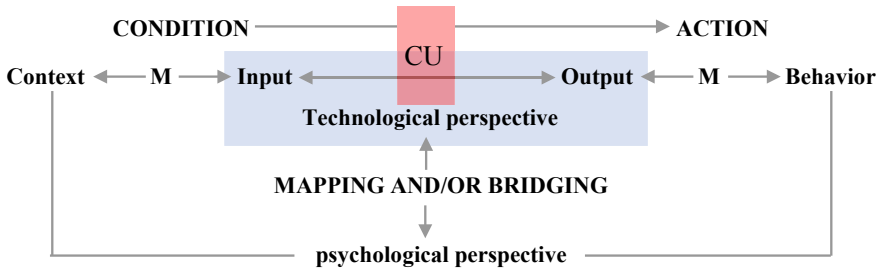 CONDITION ACTION
CU
Context M Input Output M Behavior
Technological perspective
MAPPING AND/OR BRIDGING
psychological perspective